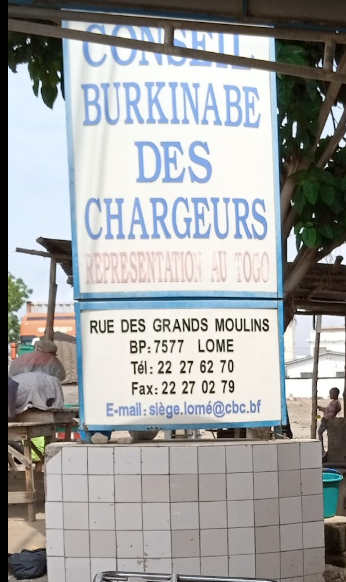 CONSEIL
BURKINABE
DES
CHARGEURS
REPRESENTATION AU TOGO
RUE DES GRANDS MOULINS
BP: 7577 LOME
Tél: 22 27 62 70
Fax: 22 27 02 79
E-mail: siège.lomé@cbc.bf